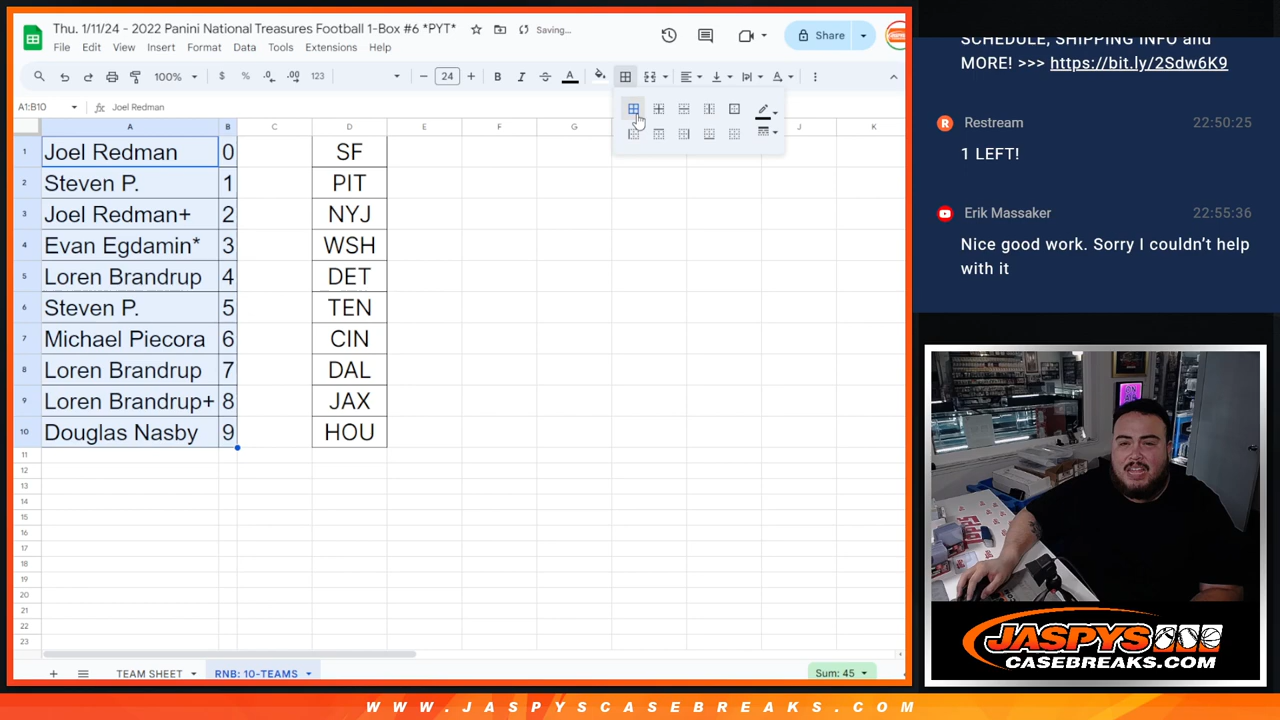 Thu. 1/11/24 - 2022 Panini National Treasures Football 1-Box #6 *PYT*
Saving...
Share
File Edit View Insert Format Data Tools Extensions Help
100% $ % .0 .00 123 24 B I A
A1:B10 fx Joel Redman
A B C D E F G J K
1 Joel Redman 0 SF
2 Steven P. 1 PIT
3 Joel Redman+ 2 NYJ
4 Evan Egdamin* 3 WSH
5 Loren Brandrup 4 DET
6 Steven P. 5 TEN
7 Michael Piecora 6 CIN
8 Loren Brandrup 7 DAL
9 Loren Brandrup+ 8 JAX
10 Douglas Nasby 9 HOU
11
12
13
14
15
16
17
18
19
20
21
22
23
TEAM SHEET RNB: 10-TEAMS Sum: 45
SCHEDULE, SHIPPING INFO and
MORE! >>> https://bit.ly/2Sdw6K9
Restream 22:50:25
1 LEFT!
Erik Massaker 22:55:36
Nice good work. Sorry I couldn't help
with it
JASPYS
CASEBREAKS.COM
WWW.JASPYSCASEBREAKS.COM